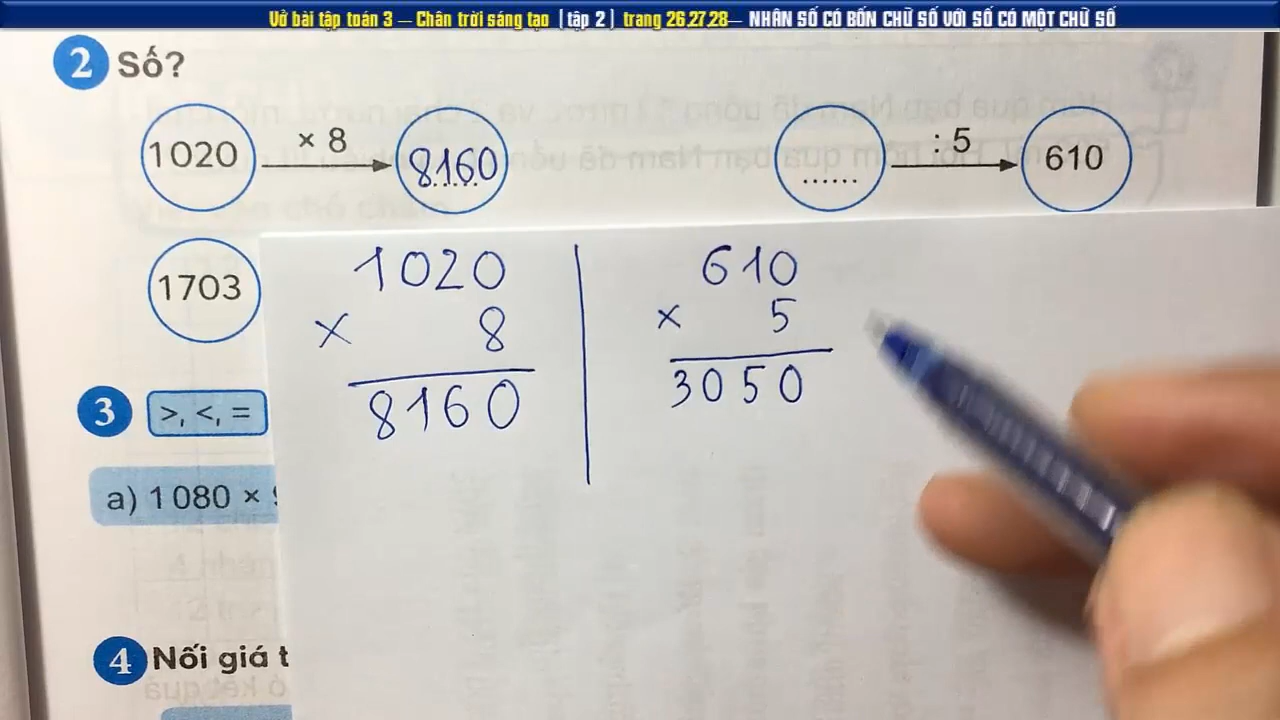 Vở bài tập toán 3 – Chân trời sáng tạo (tập 2) trang 26,27,28– NHÂN SỐ CÓ BỐN CHỮ SỐ VỚI SỐ CÓ MỘT CHỮ SỐ
2 Số?
1020 × 8 8160
...... : 5 610
1703
1020
× 8
8160
610
× 5
3050
3 >, <, =
a) 1 080 ×
4 Nối giá t